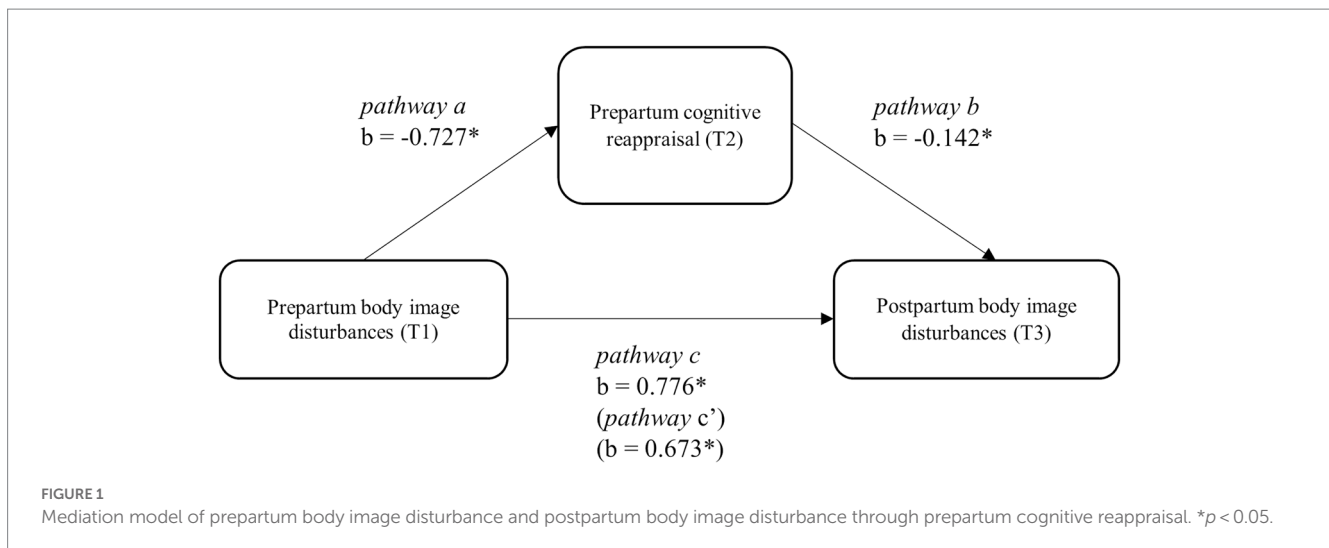 pathway a
b = -0.727*
Prepartum cognitive
reappraisal (T2)
pathway b
b = -0.142*
Prepartum body image
disturbances (T1)
Postpartum body image
disturbances (T3)
pathway c
b = 0.776*
(pathway c’)
(b = 0.673*)
FIGURE 1
Mediation model of prepartum body image disturbance and postpartum body image disturbance through prepartum cognitive reappraisal. *p < 0.05.